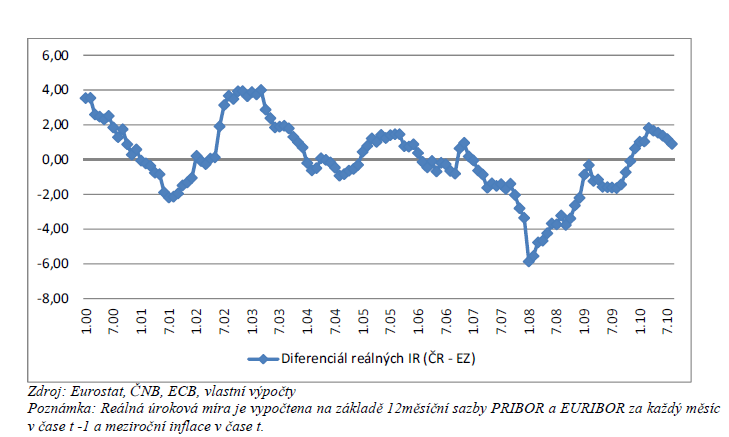 6,00
4,00
2,00
0,00
-2,00
-4,00
-6,00
-8,00
1.00 7.00 1.01 7.01 1.02 7.02 1.03 7.03 1.04 7.04 1.05 7.05 1.06 7.06 1.07 7.07 1.08 7.08 1.09 7.09 1.10 7.10
Diferenciál reálných IR (ČR - EZ)
Zdroj: Eurostat, ČNB, ECB, vlastní výpočty
Poznámka: Reálná úroková míra je vypočtena na základě 12měsíční sazby PRIBOR a EURIBOR za každý měsíc
v čase t -1 a meziroční inflace v čase t.